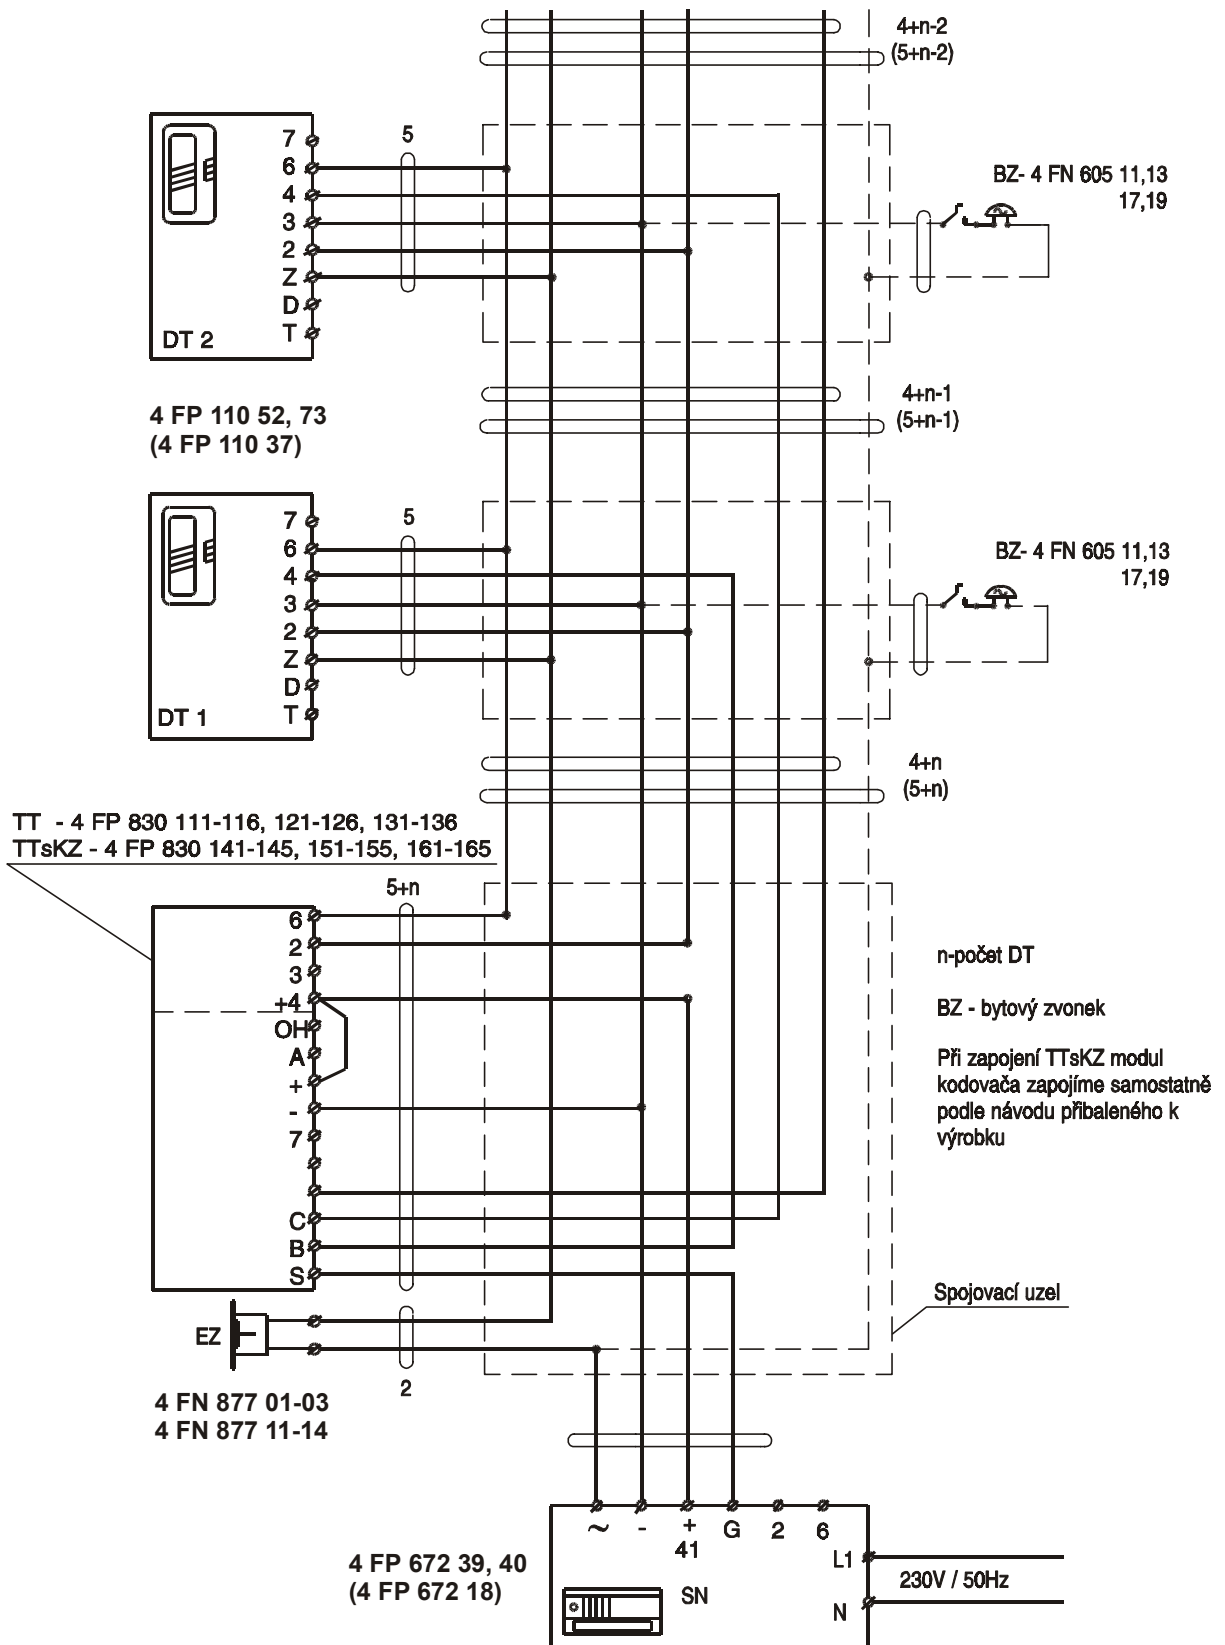 4+n-2
(5+n-2)
7
6
4
3
2
Z
D
T
DT 2
5
BZ- 4 FN 605 11,13
17,19
4 FP 110 52, 73
(4 FP 110 37)
4+n-1
(5+n-1)
7
6
4
3
2
Z
D
T
DT 1
5
BZ- 4 FN 605 11,13
17,19
4+n
(5+n)
TT - 4 FP 830 111-116, 121-126, 131-136
TTsKZ - 4 FP 830 141-145, 151-155, 161-165
5+n
6
2
3
+4
OH
A
+
-
7
C
B
S
n-počet DT
BZ - bytový zvonek
Při zapojení TTsKZ modul
kodovača zapojíme samostatně
podle návodu přibaleného k
výrobku
Spojovací uzel
EZ
2
4 FN 877 01-03
4 FN 877 11-14
~ - + G 2 6
41
4 FP 672 39, 40
(4 FP 672 18)
SN
L1
230V / 50Hz
N